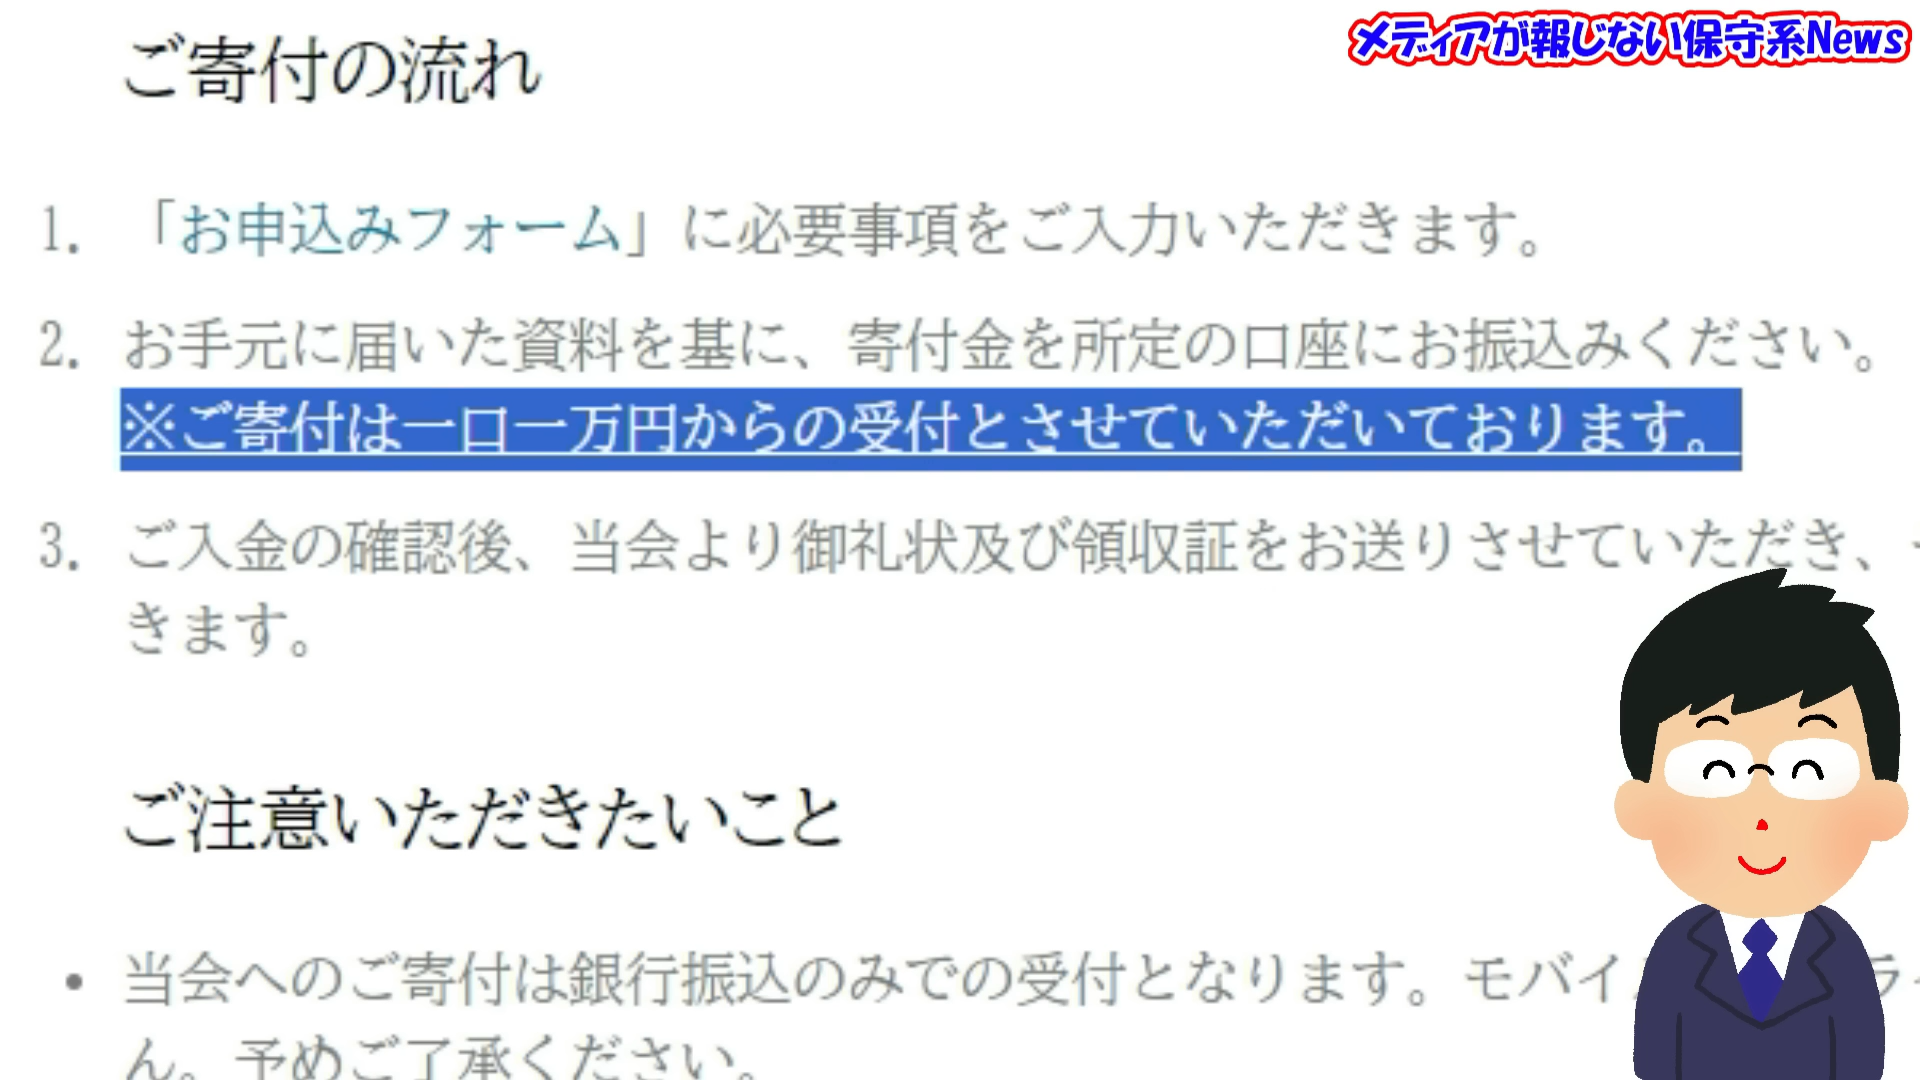 メディアが報じない保守系News
ご寄付の流れ
1. 「お申込みフォーム」に必要事項をご入力いただきます。
2. お手元に届いた資料を基に、寄付金を所定の口座にお振込みください。
※ご寄付は一口一万円からの受付とさせていただいております。
3. ご入金の確認後、当会より御礼状及び領収証をお送りさせていただき、
きます。
ご注意いただきたいこと
• 当会へのご寄付は銀行振込のみでの受付となります。モバイ
ん。予めご了承ください。